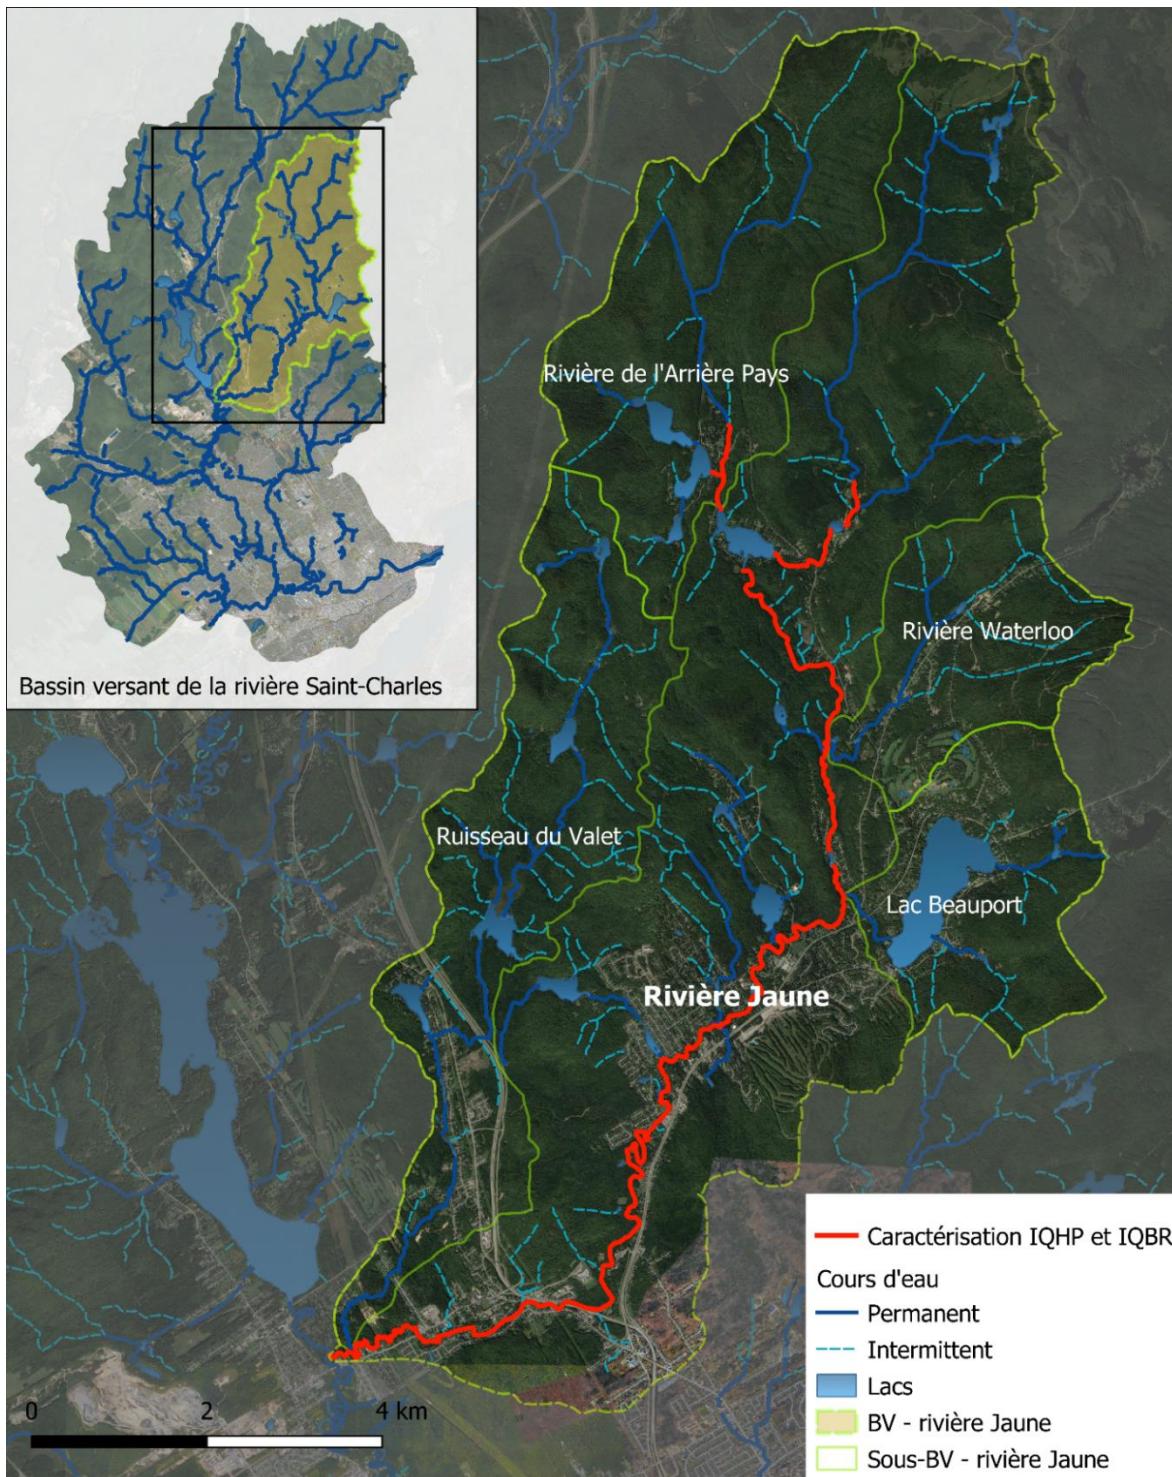 Bassin versant de la rivière Saint-Charles
Rivière de l'Arrière Pays
Rivière Waterloo
Ruisseau du Valet
Lac Beauport
Rivière Jaune
Caractérisation IQHP et IQBR
Cours d'eau
Permanent
Intermittent
Lacs
BV - rivière Jaune
Sous-BV - rivière Jaune
0 2 4 km